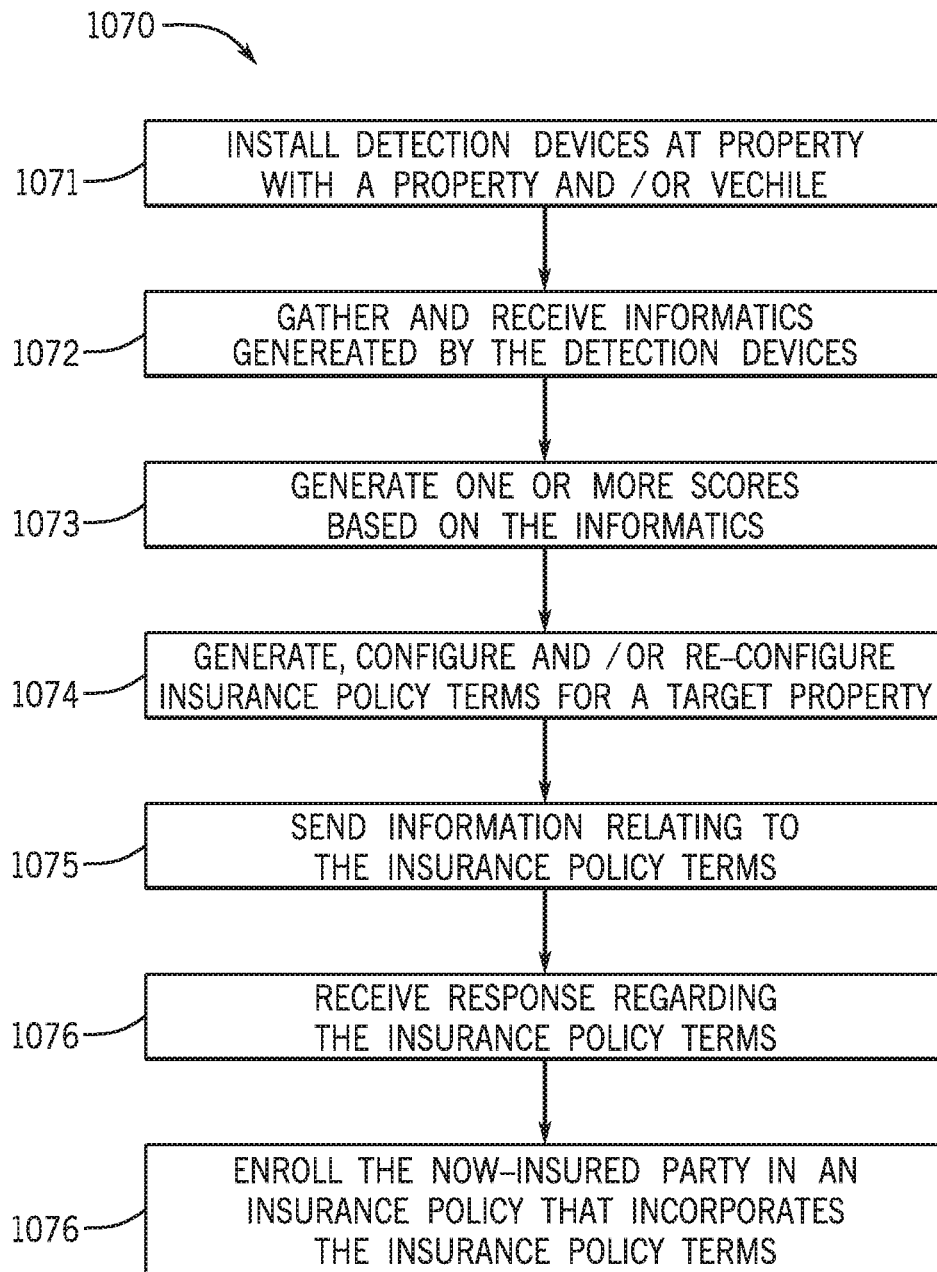 1070
INSTALL DETECTION DEVICES AT PROPERTY
WITH A PROPERTY AND /OR VECHILE
1071
GATHER AND RECEIVE INFORMATICS
GENEREATED BY THE DETECTION DEVICES
1072
GENERATE ONE OR MORE SCORES
BASED ON THE INFORMATICS
1073
GENERATE, CONFIGURE AND /OR RE-CONFIGURE
INSURANCE POLICY TERMS FOR A TARGET PROPERTY
1074
SEND INFORMATION RELATING TO
THE INSURANCE POLICY TERMS
1075
RECEIVE RESPONSE REGARDING
THE INSURANCE POLICY TERMS
1076
ENROLL THE NOW-INSURED PARTY IN AN
INSURANCE POLICY THAT INCORPORATES
THE INSURANCE POLICY TERMS
1076